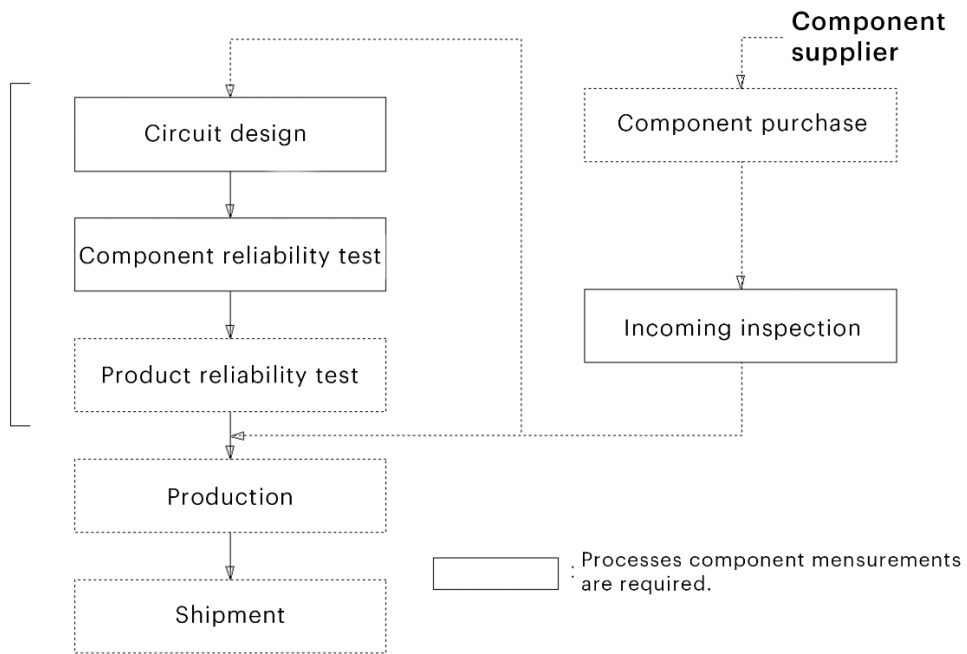 Component
supplier
Circuit design
Component purchase
Component reliability test
Incoming inspection
Product reliability test
Production
: Processes component mensurements
are required.
Shipment